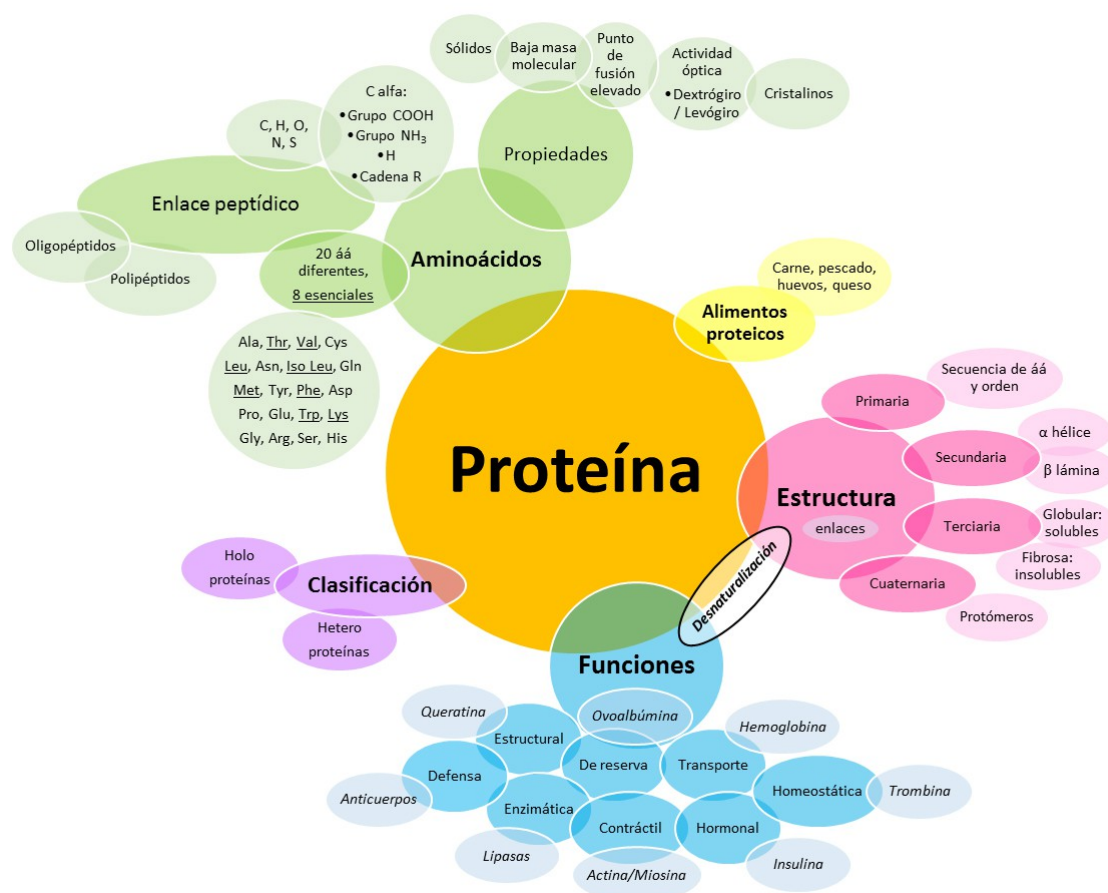 Sólidos
Baja masa
molecular
Punto
de
fusión
elevado
Actividad
óptica
•Dextrógiro
/ Levógiro
Cristalinos
C alfa:
•Grupo COOH
•Grupo NH₃
•H
•Cadena R
C, H, O,
N, S
Propiedades
Enlace peptídico
Oligopéptidos
Polipéptidos
20 áá
diferentes,
8 esenciales
Aminoácidos
Ala, Thr, Val, Cys
Leu, Asn, Iso Leu, Gln
Met, Tyr, Phe, Asp
Pro, Glu, Trp, Lys
Gly, Arg, Ser, His
Carne, pescado,
huevos, queso
Alimentos
proteicos
Proteína
Secuencia de áá
y orden
Primaria
α hélice
Secundaria
β lámina
Estructura
enlaces
Globular:
solubles
Terciaria
Fibrosa:
insolubles
Cuaternaria
Protómeros
Desnaturalización
Holo
proteínas
Clasificación
Hetero
proteínas
Funciones
Queratina
Estructural
Ovoalbúmina
De reserva
Hemoglobina
Transporte
Defensa
Anticuerpos
Enzimática
Lipasas
Contráctil
Actina/Miosina
Hormonal
Insulina
Homeostática
Trombina